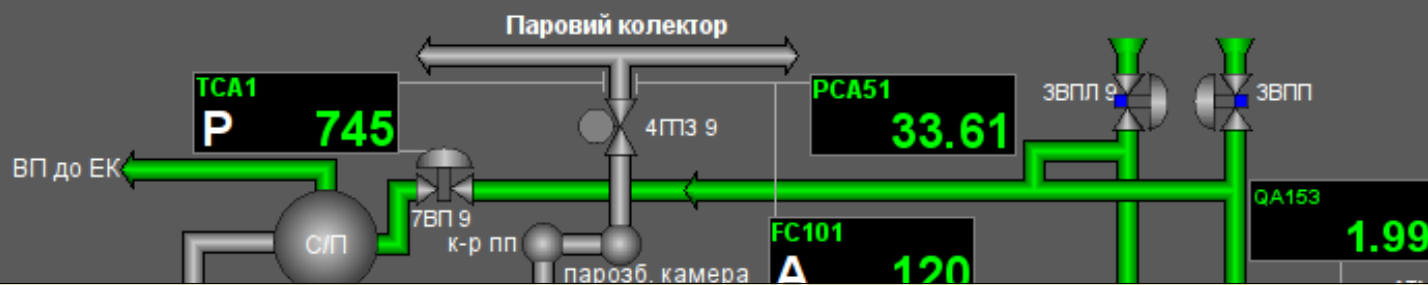 Паровий колектор
TCA1
P 745
PCA51
33.61
ЗВПЛ 9
ЗВПП
4ГПЗ 9
ВП до ЕК
7ВП 9
QA153
1.99
С/П
к-р пп
FC101
A 120
парозб. камера